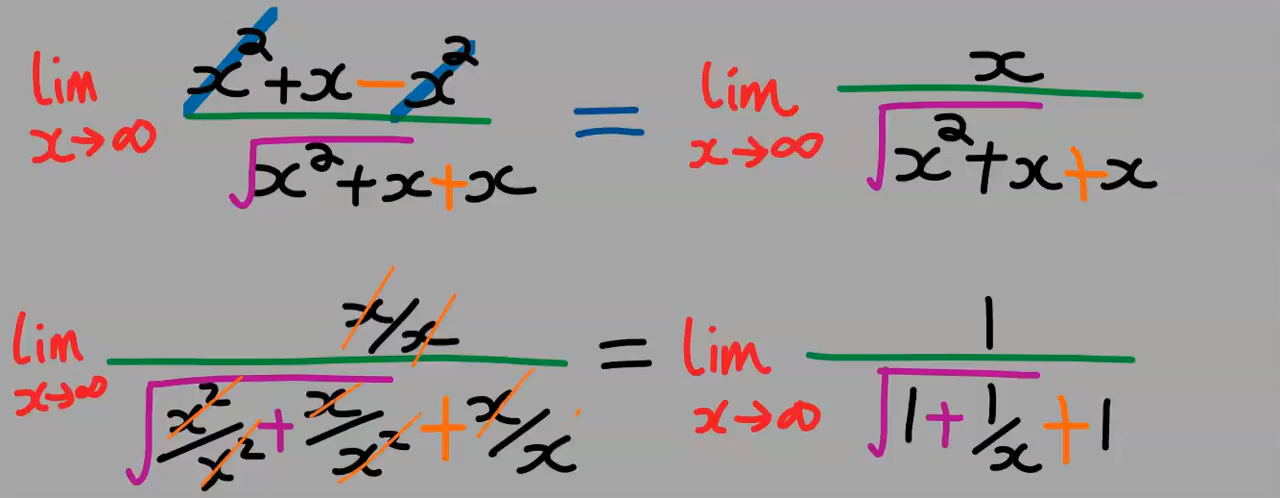 lim x→∞ (x² + x − x²) / (√(x² + x) + x) = lim x→∞ x / (√(x² + x) + x)
lim x→∞ (x/x) / (√(x²/x² + x/x²) + x/x) = lim x→∞ 1 / (√(1 + 1/x) + 1)